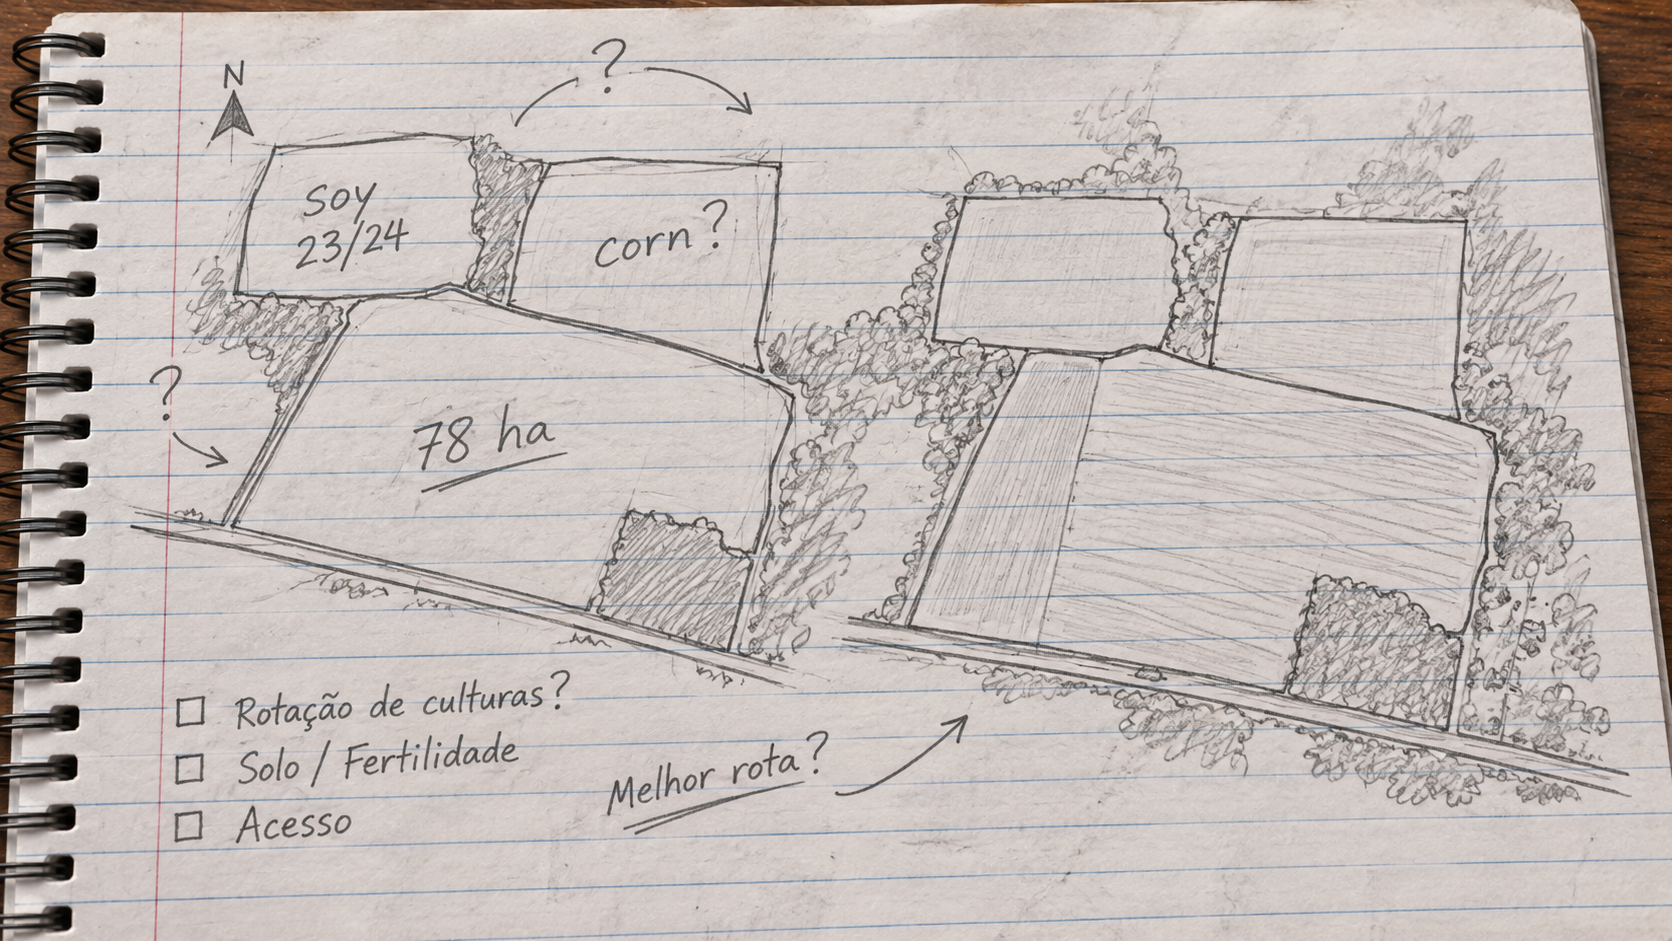 ?
N
soy
23/24
corn?
?
78 ha
Rotação de culturas?
Solo / Fertilidade
Acesso
Melhor rota?